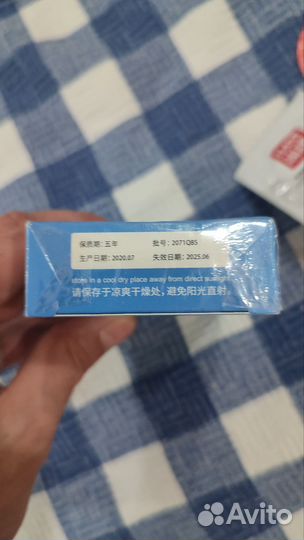 保质期: 五年 批号: 2071QB5
生产日期: 2020.07 失效日期: 2025.06
store in a cool dry place away from direct sunlight
请保存于凉爽干燥处,避免阳光直射.
Avito